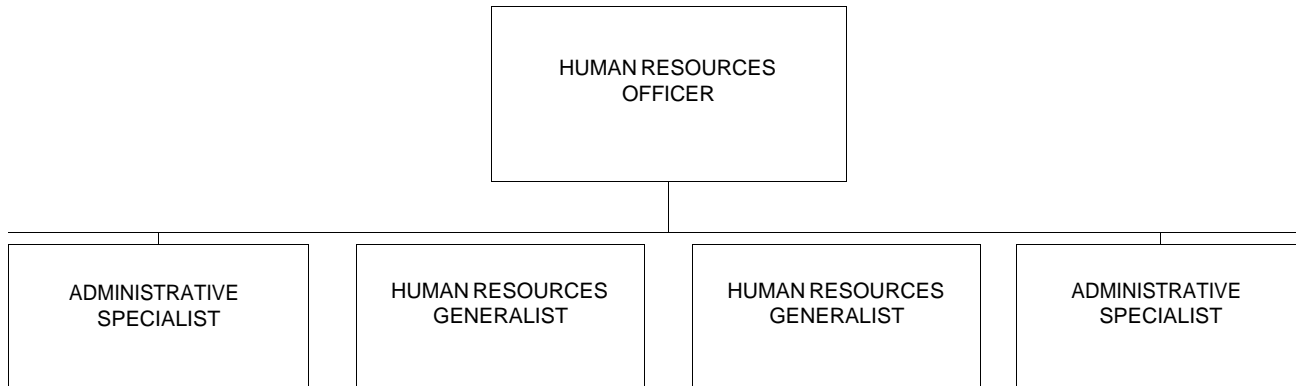 HUMAN RESOURCES
OFFICER
ADMINISTRATIVE
SPECIALIST
HUMAN RESOURCES
GENERALIST
HUMAN RESOURCES
GENERALIST
ADMINISTRATIVE
SPECIALIST